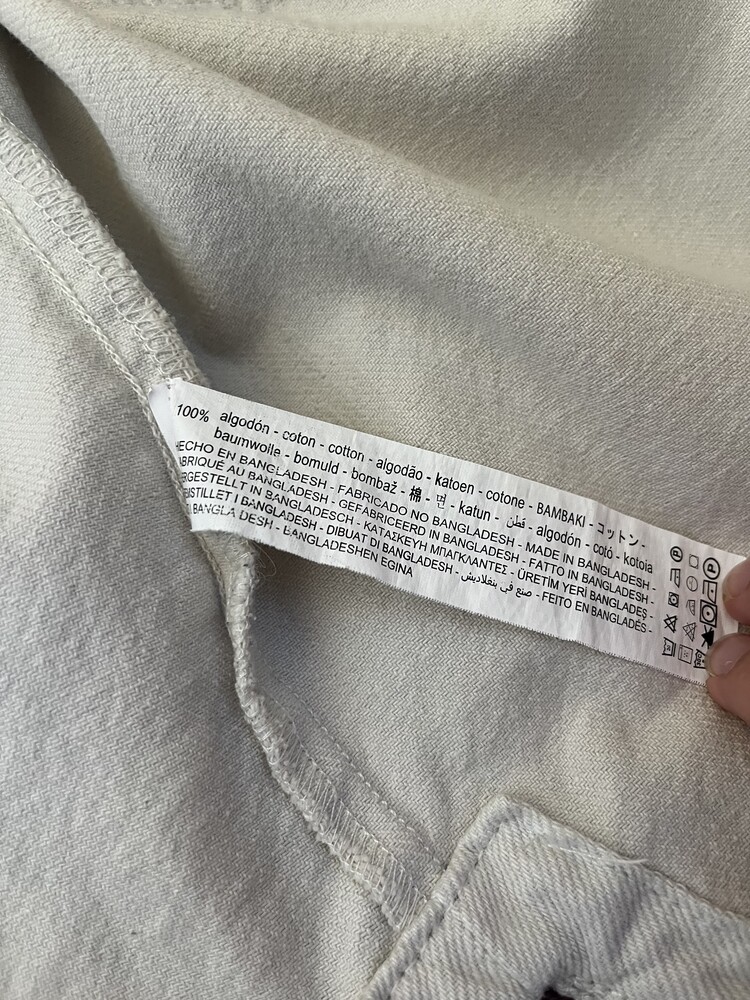 100% algodón - coton - cotton - algodão - katoen - cotone - BAMBAKI - コットン -
baumwolle - bomuld - bombaž - 棉 - 면 - katun - قطن - algodón - cotó - kotoia
HECHO EN BANGLADESH - FABRICADO NO BANGLADESH - MADE IN BANGLADESH -
ABRIQUÉ AU BANGLADESH - GEFABRICEERD IN BANGLADESH - FATTO IN BANGLADESH -
RGESTELLT IN BANGLADESCH - ΚΑΤΑΣΚΕΥΗ ΜΠΑΓΚΛΑΝΤΕΣ - ÜRETİM YERİ BANGLADEŞ -
EMSTILLET I BANGLADESH - DIBUAT DI BANGLADESH - صنع في بنغلاديش - FEITO EN BANGLADÉS -
BANGLA DESH - BANGLADESHEN EGINA